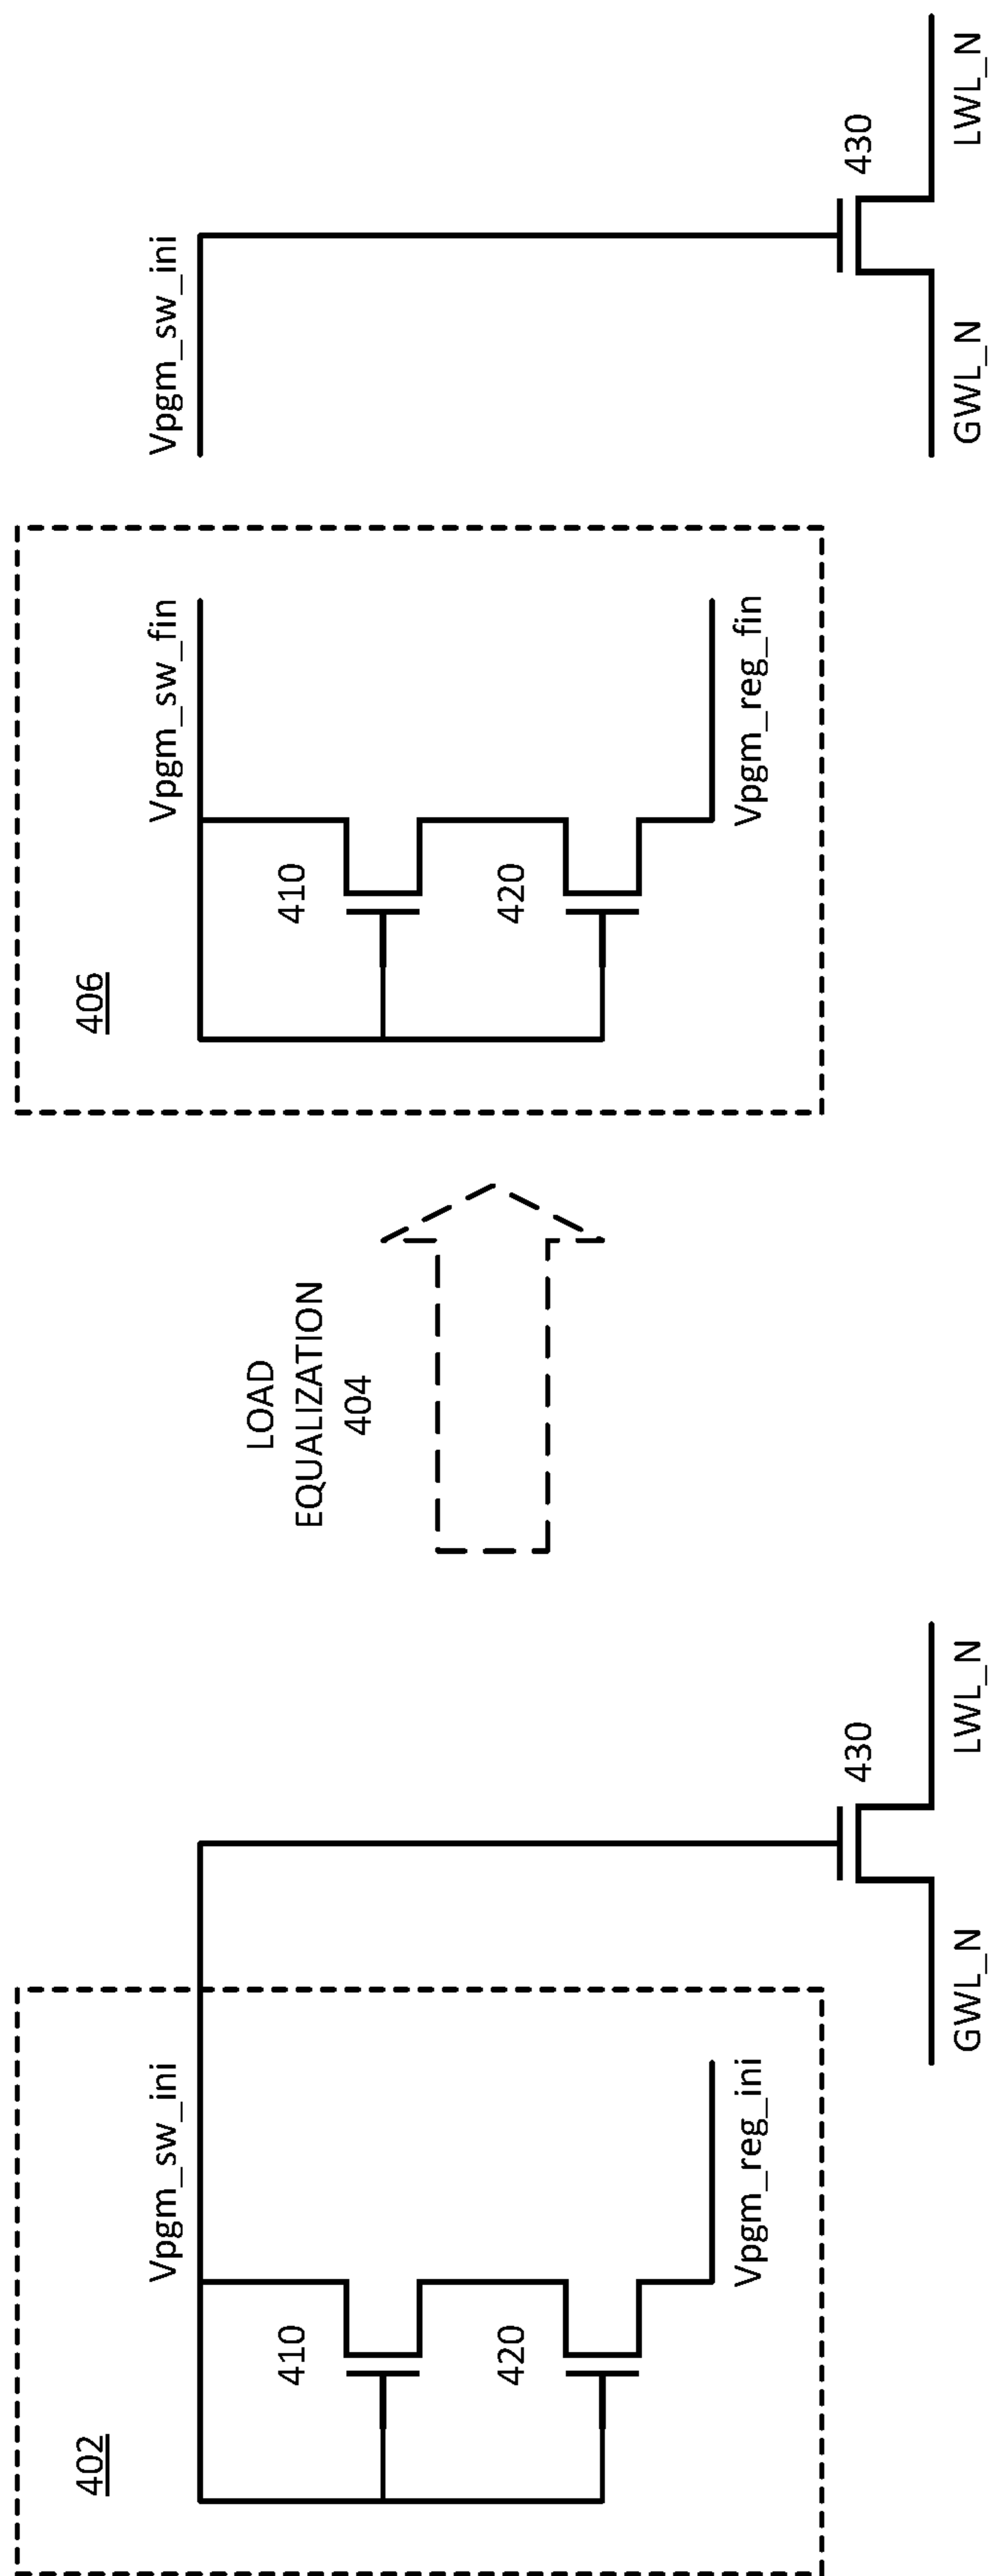 402
Vpgm_sw_ini
410
420
Vpgm_reg_ini
430
GWL_N
LWL_N
LOAD
EQUALIZATION
404
406
Vpgm_sw_fin
410
420
Vpgm_reg_fin
Vpgm_sw_ini
430
GWL_N
LWL_N